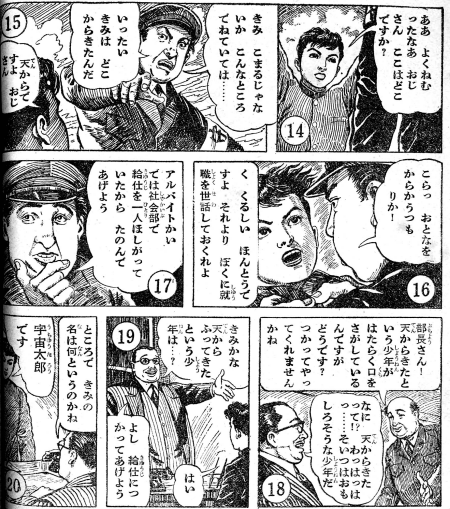 14
ああ よくねむ
ったなあ おじ
さん ここはど
こですか?
15
きみ こまるじゃな
いか こんなところ
でねていては……
いったい
きみは どこ
からきたんだ
天からで
すよ おじ
さん
16
こらっ おとなを
からかうつも
りか!
く、くるしい ほんとうで
すよ それより ぼくに就
職を世話しておくれよ
17
アルバイトかい
では社会部で
給仕を一人ほしがって
いたから たのんで
あげよう
18
部長さん!
天からきたと
いう少年が
はたらく口を
さがしている
んですが
どうです?
つかってやっ
てくれません
かね
なに 天からきた
って!? わっはっは
っ……そいつはおも
しろそうな少年だ
19
きみかな
天から
ふってきた
という少
年は…?
はい
よし 給仕につ
かってあげよう
20
ところで きみの
名は何というのかね
宇宙太郎
です